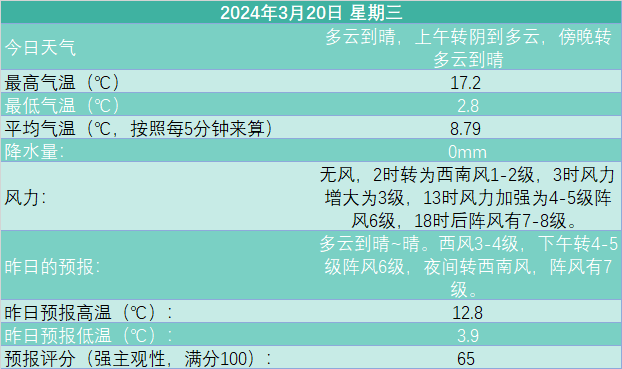 2024年3月20日 星期三
今日天气
多云到晴，上午转阴到多云，傍晚转
多云到晴
最高气温（℃）
17.2
最低气温（℃）
2.8
平均气温（℃，按照每5分钟来算）
8.79
降水量：
0mm
风力：
无风，2时转为西南风1-2级，3时风力
增大为3级，13时风力加强为4-5级阵
风6级，18时后阵风有7-8级。
昨日的预报：
多云到晴~晴。西风3-4级，下午转4-5
级阵风6级，夜间转西南风，阵风有7
级。
昨日预报高温（℃）：
12.8
昨日预报低温（℃）：
3.9
预报评分（强主观性，满分100）：
65